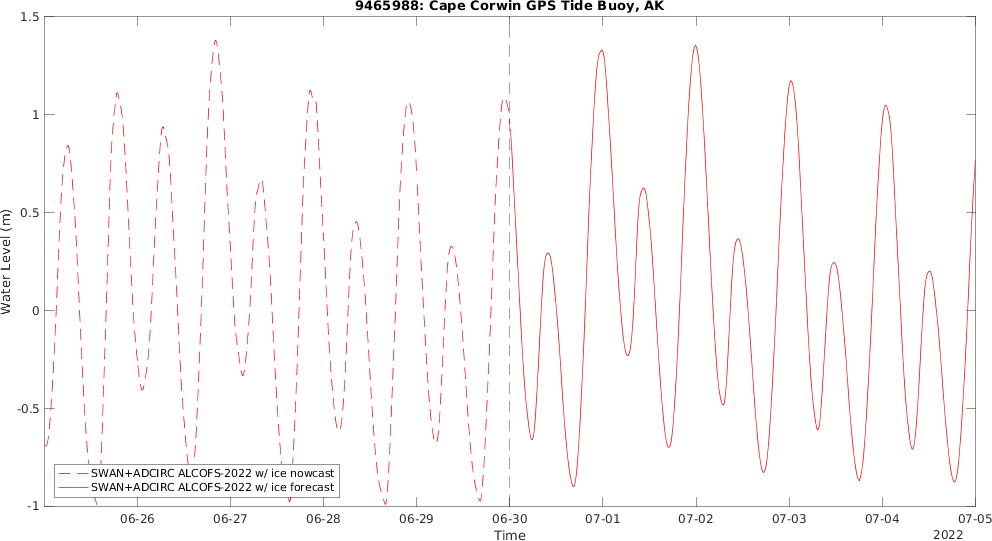 9465988: Cape Corwin GPS Tide Buoy, AK
1.5
1
0.5
0
-0.5
-1
Water Level (m)
SWAN+ADCIRC ALCOFS-2022 w/ ice nowcast
SWAN+ADCIRC ALCOFS-2022 w/ ice forecast
06-26 06-27 06-28 06-29 06-30 07-01 07-02 07-03 07-04 07-05
Time
2022